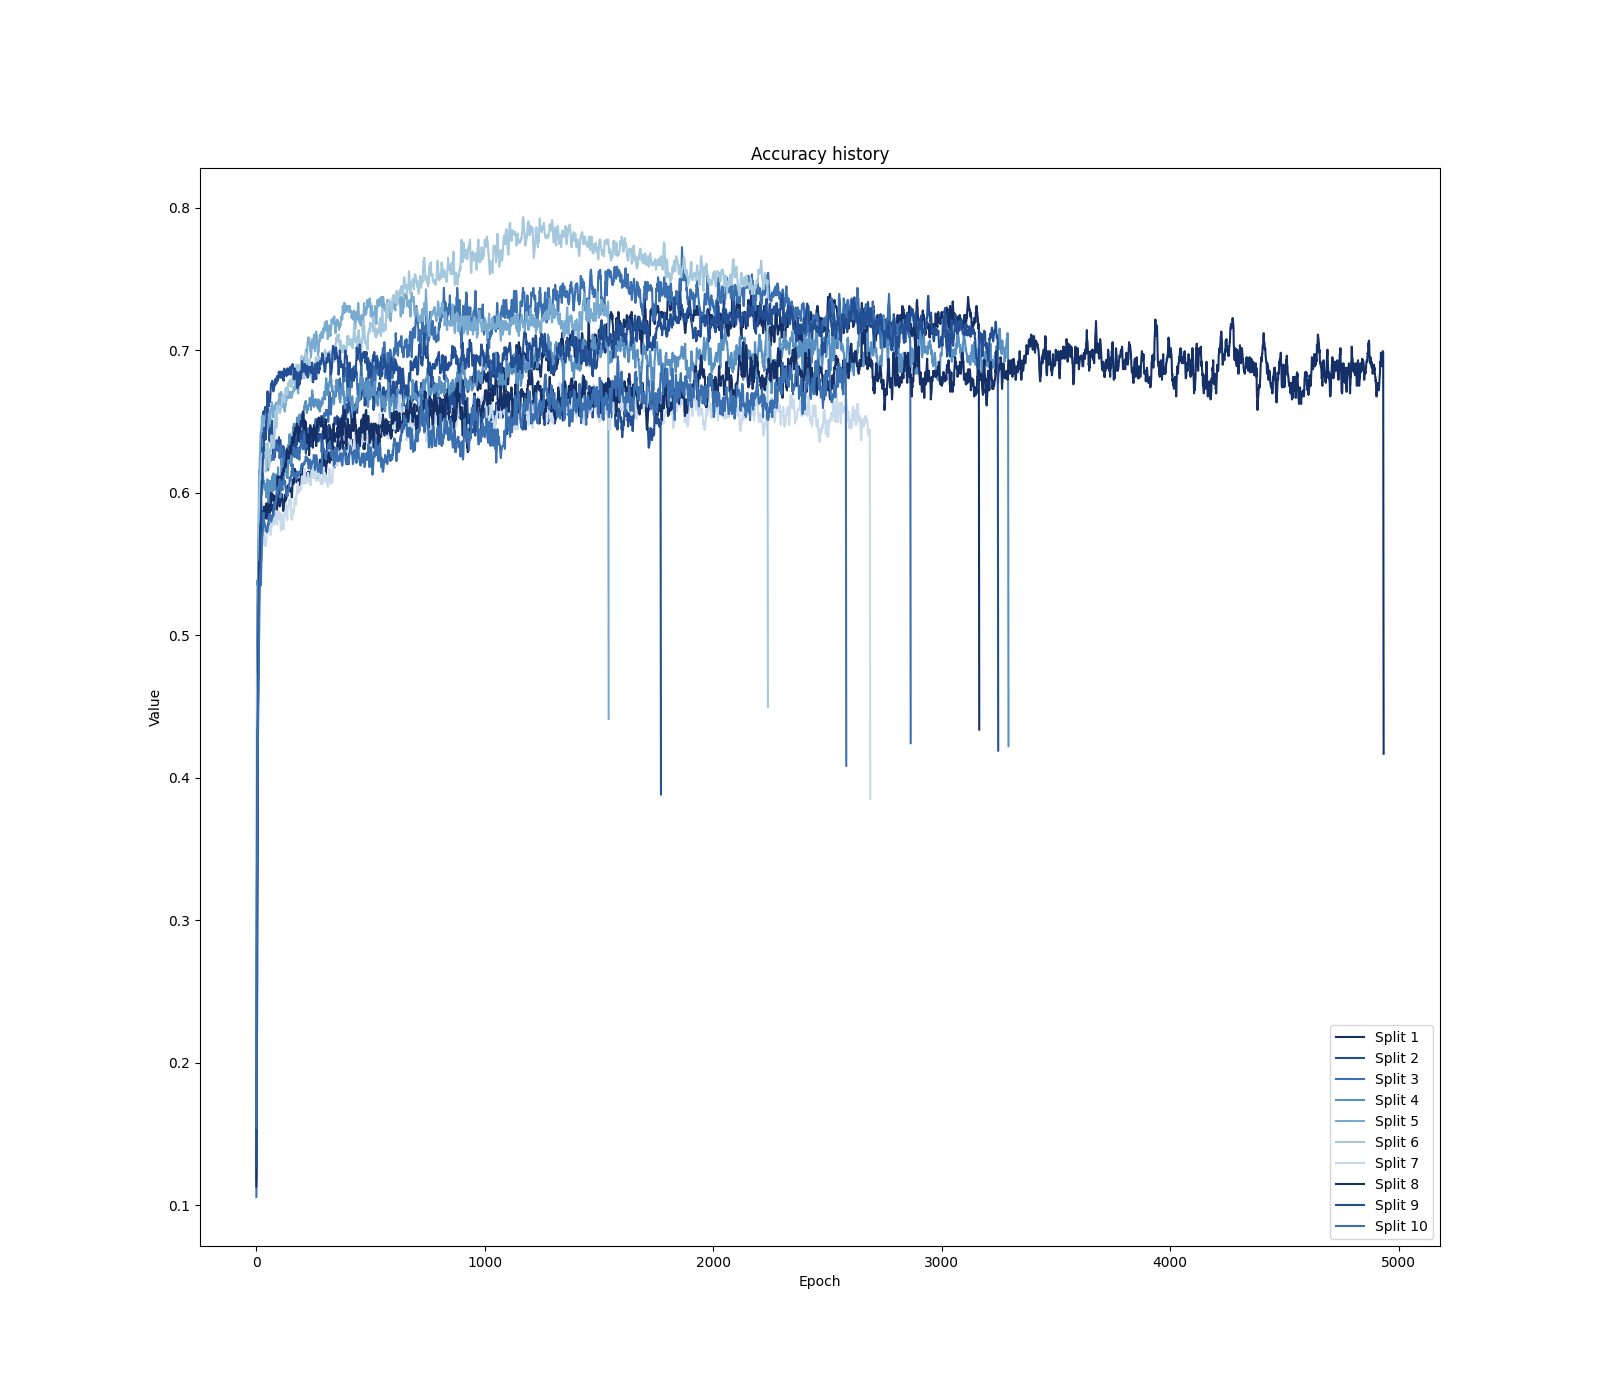 Accuracy history
0.8
0.7
0.6
0.5
0.4
0.3
0.2
0.1
Value
0 1000 2000 3000 4000 5000
Epoch
Split 1
Split 2
Split 3
Split 4
Split 5
Split 6
Split 7
Split 8
Split 9
Split 10